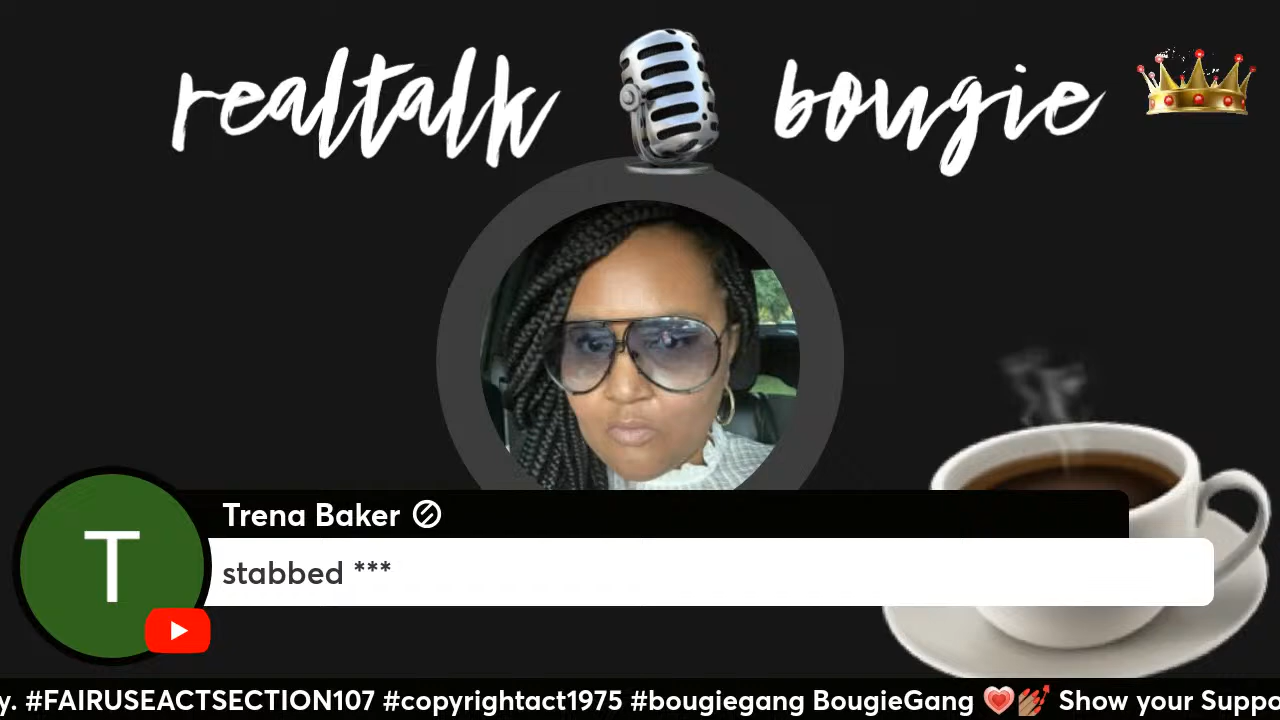 realtalk bougie
Trena Baker
T
stabbed ***
y. #FAIRUSEACTSECTION107 #copyrightact1975 #bougiegang BougieGang 💗💅🏽 Show your Suppo